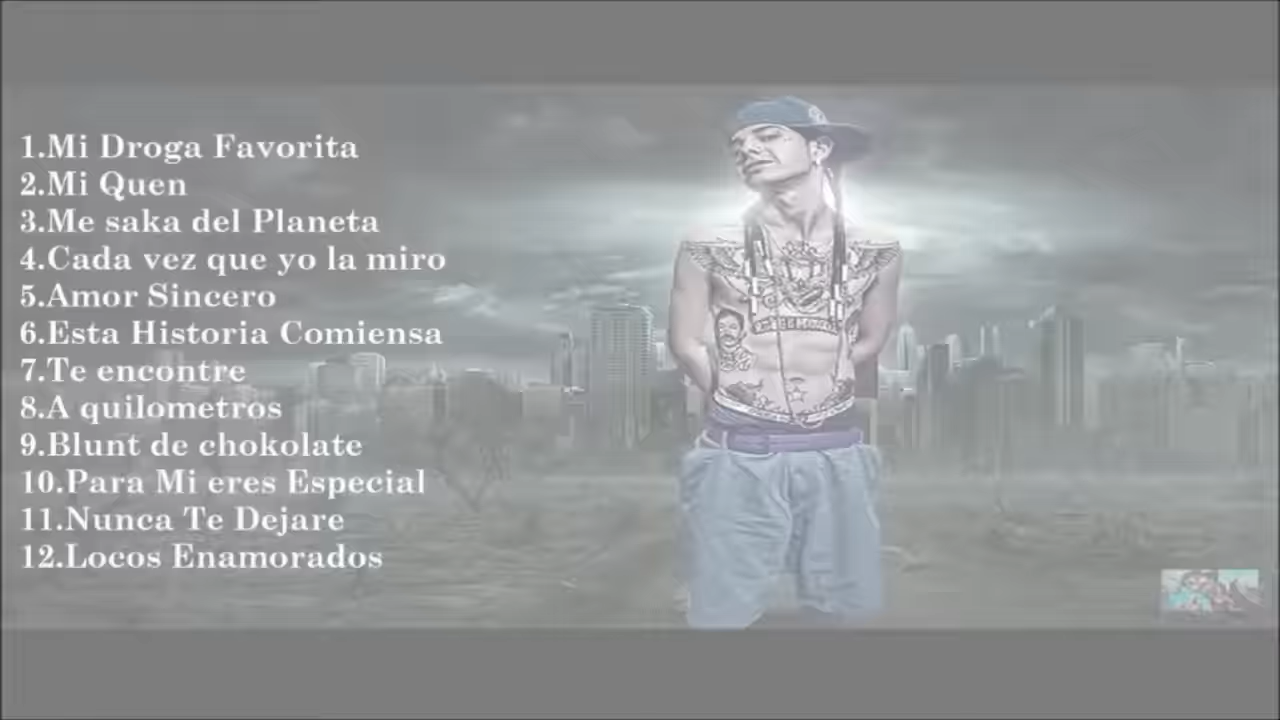 1.Mi Droga Favorita
2.Mi Quen
3.Me saka del Planeta
4.Cada vez que yo la miro
5.Amor Sincero
6.Esta Historia Comiensa
7.Te encontre
8.A quilometros
9.Blunt de chokolate
10.Para Mi eres Especial
11.Nunca Te Dejare
12.Locos Enamorados